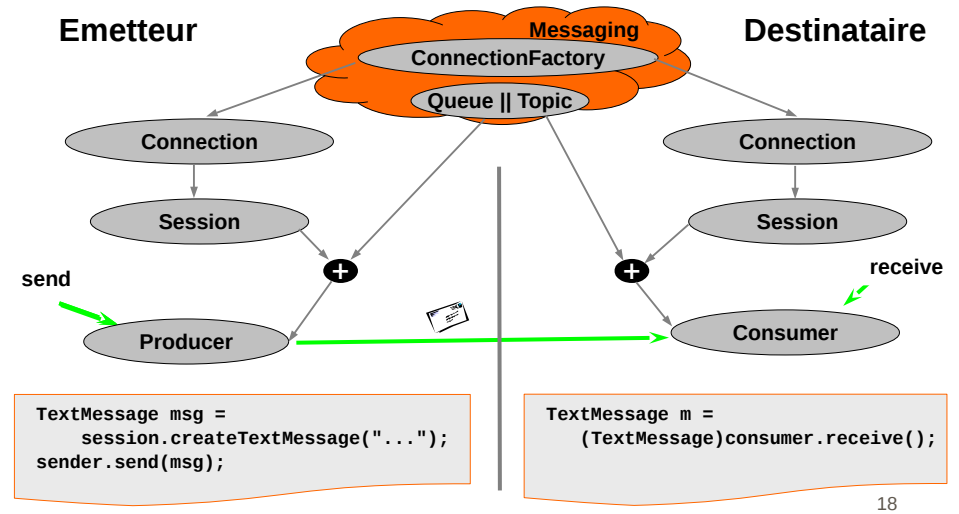 Emetteur
Messaging
Destinataire
ConnectionFactory
Queue || Topic
Connection
Connection
Session
Session
+
+
send
receive
Producer
Consumer
TextMessage msg =
session.createTextMessage("...");
sender.send(msg);
TextMessage m =
(TextMessage)consumer.receive();
18